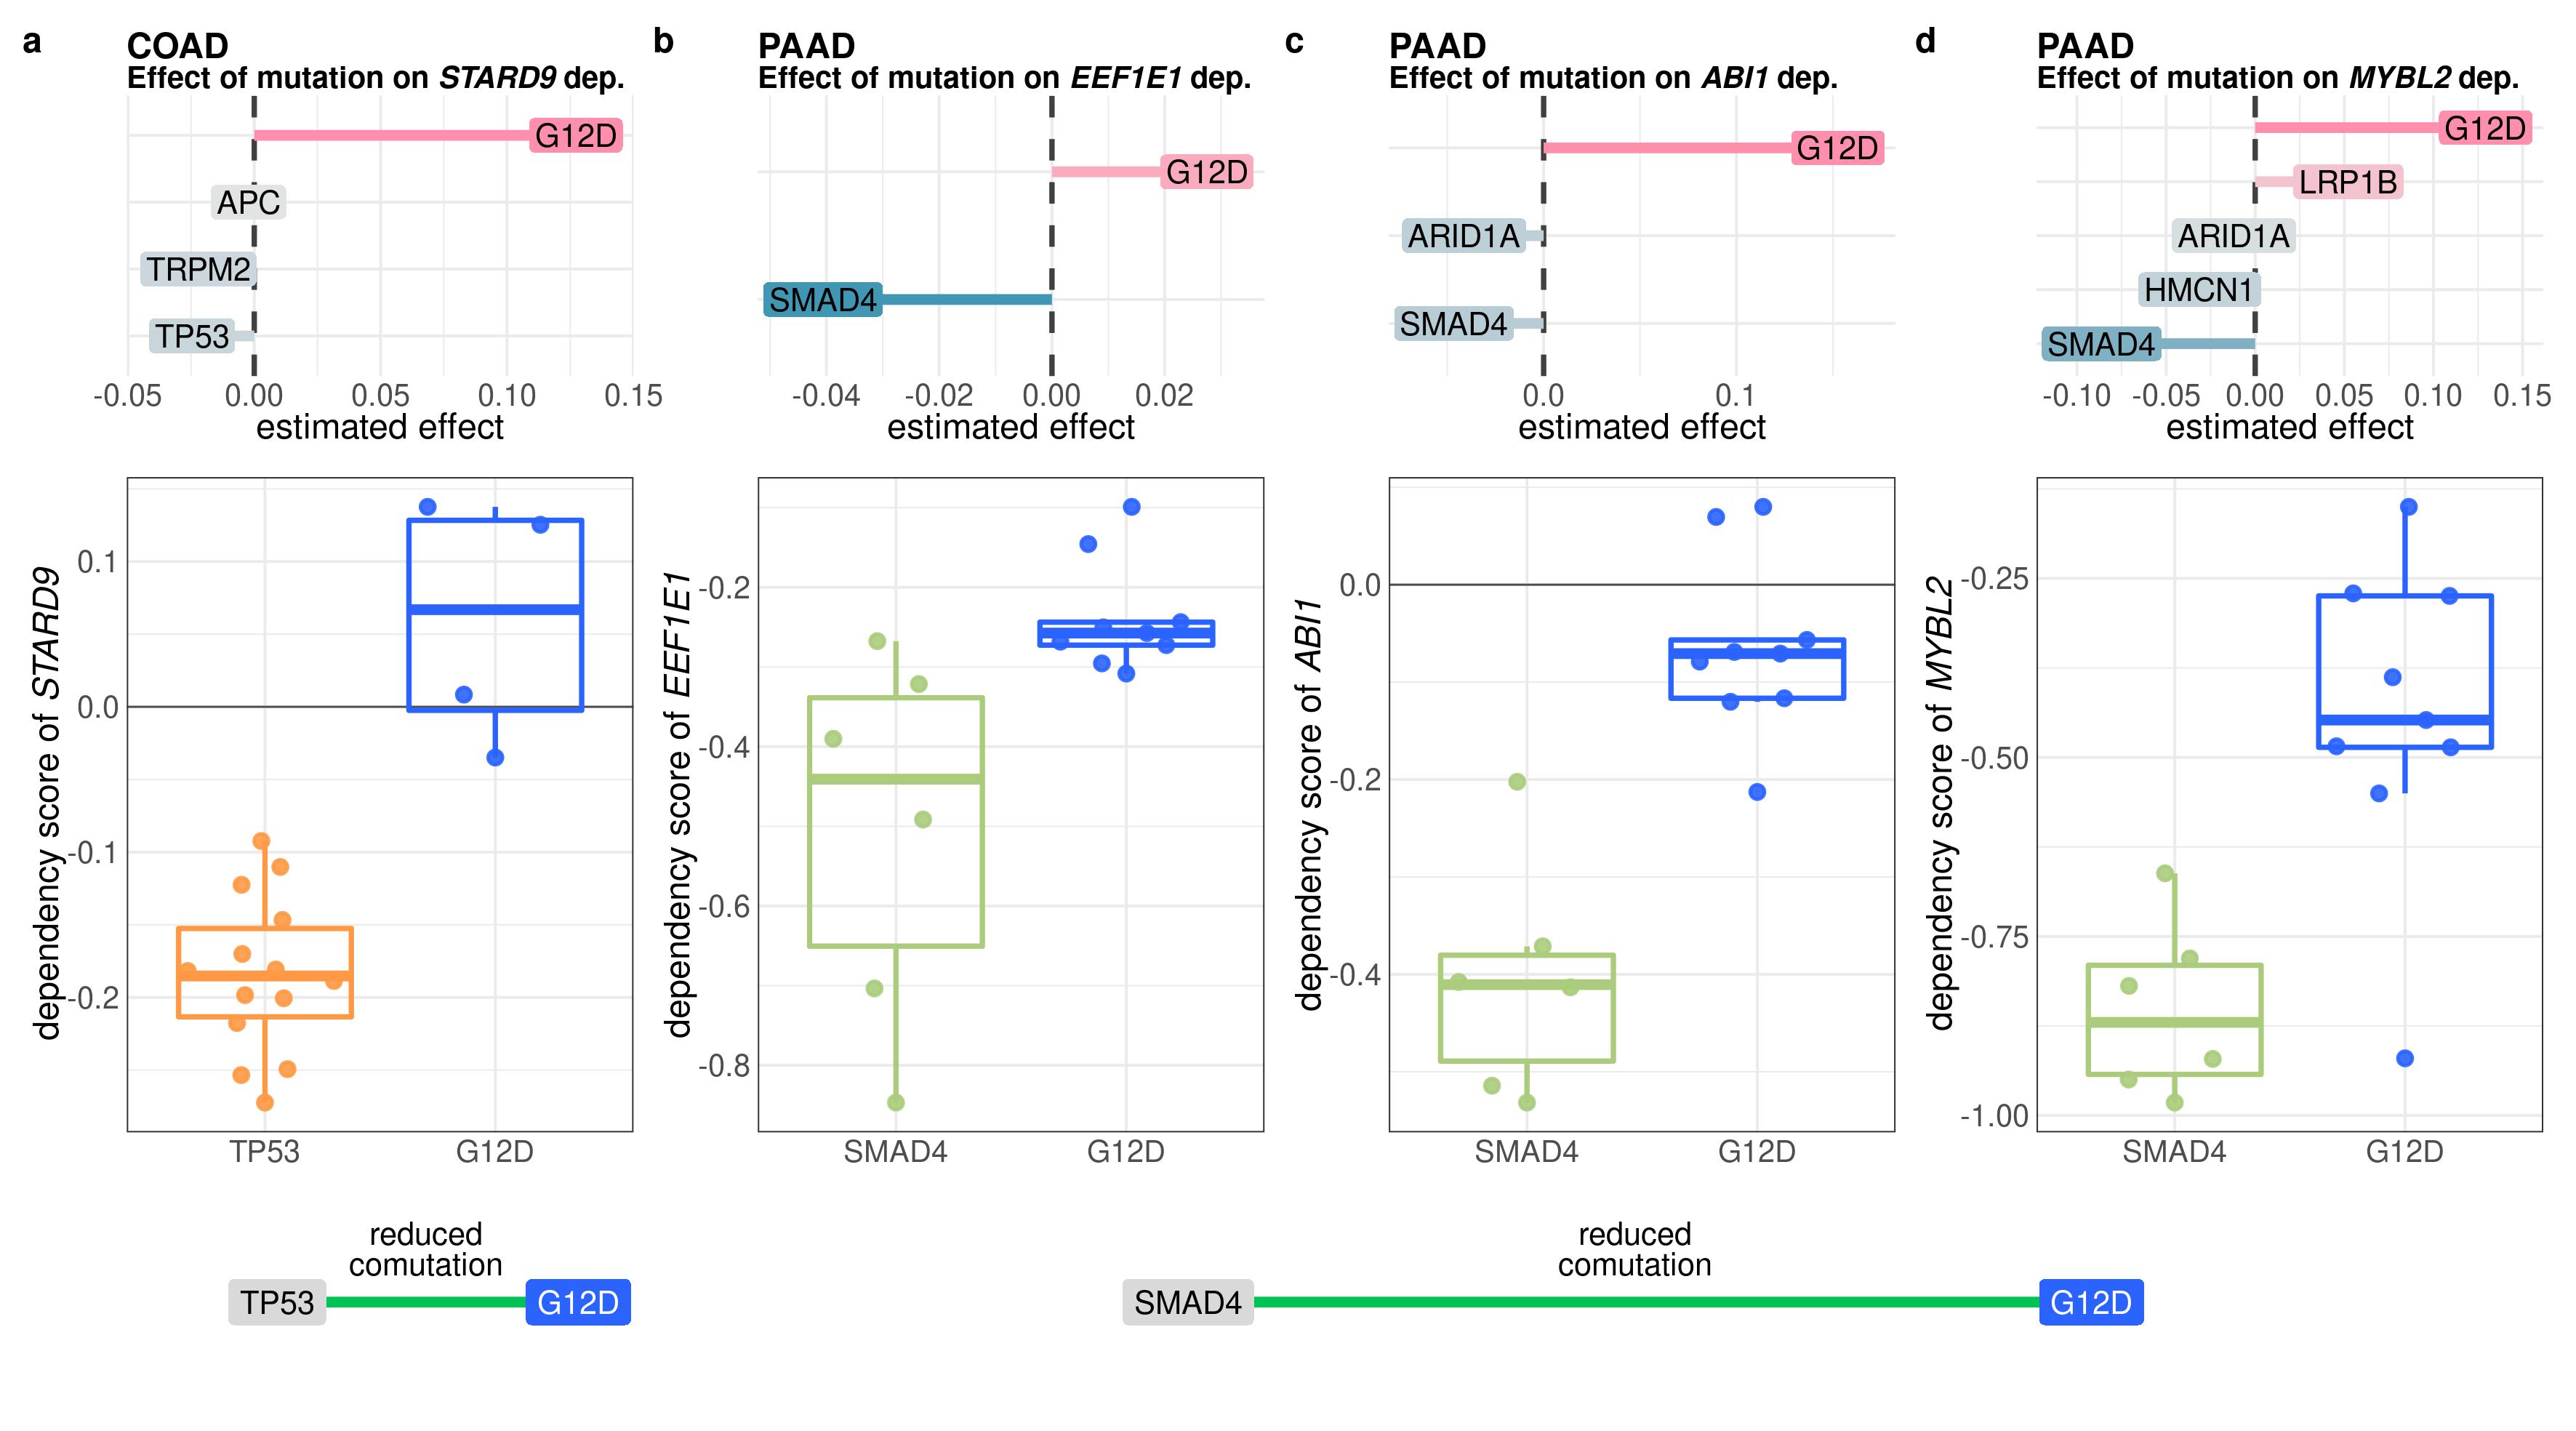 a
COAD
Effect of mutation on STARD9 dep.
G12D
APC
TRPM2
TP53
-0.05 0.00 0.05 0.10 0.15
estimated effect
0.1
0.0
-0.1
-0.2
dependency score of STARD9
TP53 G12D
b
PAAD
Effect of mutation on EEF1E1 dep.
G12D
SMAD4
-0.04 -0.02 0.00 0.02
estimated effect
-0.2
-0.4
-0.6
-0.8
dependency score of EEF1E1
SMAD4 G12D
c
PAAD
Effect of mutation on ABI1 dep.
G12D
ARID1A
SMAD4
0.0 0.1
estimated effect
0.0
-0.2
-0.4
dependency score of ABI1
SMAD4 G12D
d
PAAD
Effect of mutation on MYBL2 dep.
G12D
LRP1B
ARID1A
HMCN1
SMAD4
-0.10 -0.05 0.00 0.05 0.10 0.15
estimated effect
-0.25
-0.50
-0.75
-1.00
dependency score of MYBL2
SMAD4 G12D
reduced
comutation
TP53 G12D
reduced
comutation
SMAD4 G12D